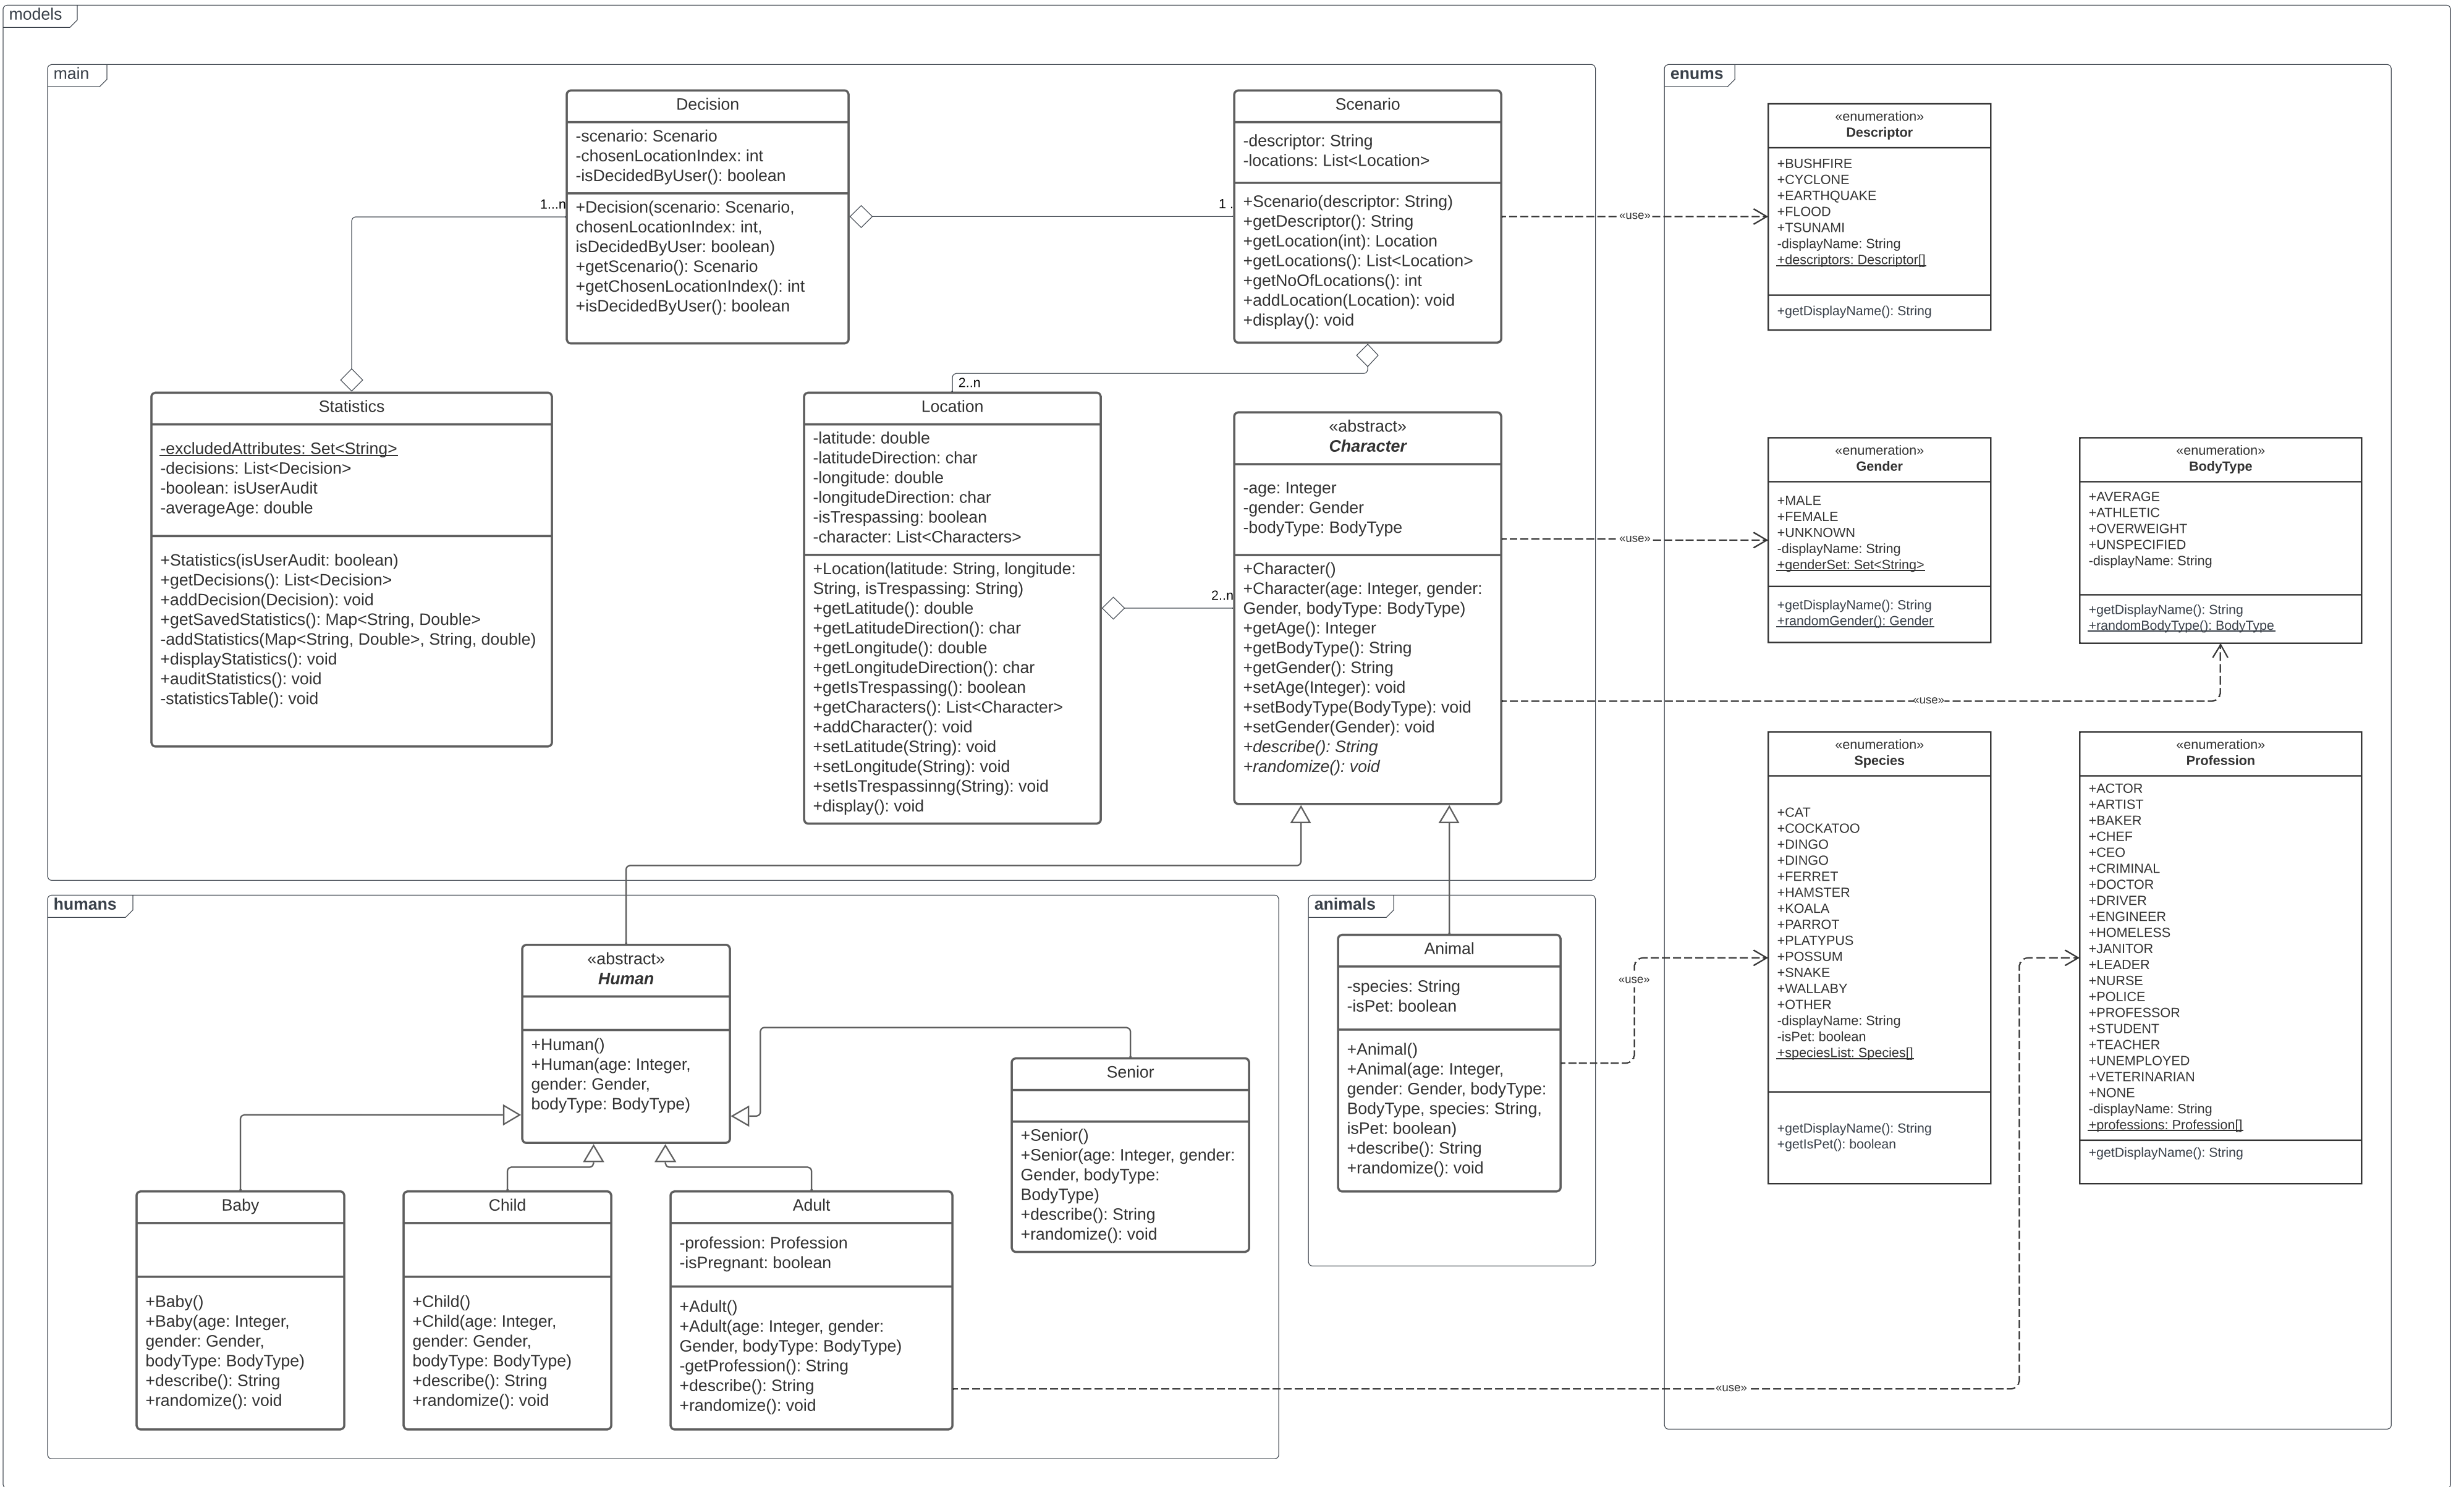 models
main
Decision
-scenario: Scenario
-chosenLocationIndex: int
-isDecidedByUser(): boolean
+Decision(scenario: Scenario,
chosenLocationIndex: int,
isDecidedByUser: boolean)
+getScenario(): Scenario
+getChosenLocationIndex(): int
+isDecidedByUser(): boolean
1...n
1 .
Scenario
-descriptor: String
-locations: List<Location>
+Scenario(descriptor: String)
+getDescriptor(): String
+getLocation(int): Location
+getLocations(): List<Location>
+getNoOfLocations(): int
+addLocation(Location): void
+display(): void
«use»
2..n
Statistics
-excludedAttributes: Set<String>
-decisions: List<Decision>
-boolean: isUserAudit
-averageAge: double
+Statistics(isUserAudit: boolean)
+getDecisions(): List<Decision>
+addDecision(Decision): void
+getSavedStatistics(): Map<String, Double>
-addStatistics(Map<String, Double>, String, double)
+displayStatistics(): void
+auditStatistics(): void
-statisticsTable(): void
Location
-latitude: double
-latitudeDirection: char
-longitude: double
-longitudeDirection: char
-isTrespassing: boolean
-character: List<Characters>
+Location(latitude: String, longitude:
String, isTrespassing: String)
+getLatitude(): double
+getLatitudeDirection(): char
+getLongitude(): double
+getLongitudeDirection(): char
+getIsTrespassing(): boolean
+getCharacters(): List<Character>
+addCharacter(): void
+setLatitude(String): void
+setLongitude(String): void
+setIsTrespassinng(String): void
+display(): void
2..n
«abstract»
Character
-age: Integer
-gender: Gender
-bodyType: BodyType
+Character()
+Character(age: Integer, gender:
Gender, bodyType: BodyType)
+getAge(): Integer
+getBodyType(): String
+getGender(): String
+setAge(Integer): void
+setBodyType(BodyType): void
+setGender(Gender): void
+describe(): String
+randomize(): void
«use»
«use»
humans
«abstract»
Human
+Human()
+Human(age: Integer,
gender: Gender,
bodyType: BodyType)
Baby
+Baby()
+Baby(age: Integer,
gender: Gender,
bodyType: BodyType)
+describe(): String
+randomize(): void
Child
+Child()
+Child(age: Integer,
gender: Gender,
bodyType: BodyType)
+describe(): String
+randomize(): void
Adult
-profession: Profession
-isPregnant: boolean
+Adult()
+Adult(age: Integer, gender:
Gender, bodyType: BodyType)
-getProfession(): String
+describe(): String
+randomize(): void
Senior
+Senior()
+Senior(age: Integer, gender:
Gender, bodyType:
BodyType)
+describe(): String
+randomize(): void
animals
Animal
-species: String
-isPet: boolean
+Animal()
+Animal(age: Integer,
gender: Gender, bodyType:
BodyType, species: String,
isPet: boolean)
+describe(): String
+randomize(): void
«use»
«use»
enums
«enumeration»
Descriptor
+BUSHFIRE
+CYCLONE
+EARTHQUAKE
+FLOOD
+TSUNAMI
-displayName: String
+descriptors: Descriptor[]
+getDisplayName(): String
«enumeration»
Gender
+MALE
+FEMALE
+UNKNOWN
-displayName: String
+genderSet: Set<String>
+getDisplayName(): String
+randomGender(): Gender
«enumeration»
BodyType
+AVERAGE
+ATHLETIC
+OVERWEIGHT
+UNSPECIFIED
-displayName: String
+getDisplayName(): String
+randomBodyType(): BodyType
«enumeration»
Species
+CAT
+COCKATOO
+DINGO
+DINGO
+FERRET
+HAMSTER
+KOALA
+PARROT
+PLATYPUS
+POSSUM
+SNAKE
+WALLABY
+OTHER
-displayName: String
-isPet: boolean
+speciesList: Species[]
+getDisplayName(): String
+getIsPet(): boolean
«enumeration»
Profession
+ACTOR
+ARTIST
+BAKER
+CHEF
+CEO
+CRIMINAL
+DOCTOR
+DRIVER
+ENGINEER
+HOMELESS
+JANITOR
+LEADER
+NURSE
+POLICE
+PROFESSOR
+STUDENT
+TEACHER
+UNEMPLOYED
+VETERINARIAN
+NONE
-displayName: String
+professions: Profession[]
+getDisplayName(): String